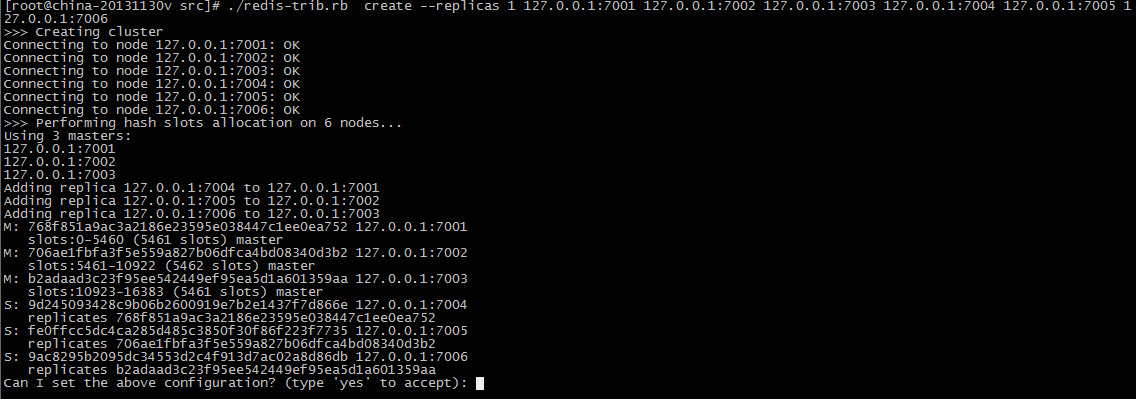 [root@china-20131130v src]# ./redis-trib.rb  create --replicas 1 127.0.0.1:7001 127.0.0.1:7002 127.0.0.1:7003 127.0.0.1:7004 127.0.0.1:7005 1
27.0.0.1:7006
>>> Creating cluster
Connecting to node 127.0.0.1:7001: OK
Connecting to node 127.0.0.1:7002: OK
Connecting to node 127.0.0.1:7003: OK
Connecting to node 127.0.0.1:7004: OK
Connecting to node 127.0.0.1:7005: OK
Connecting to node 127.0.0.1:7006: OK
>>> Performing hash slots allocation on 6 nodes...
Using 3 masters:
127.0.0.1:7001
127.0.0.1:7002
127.0.0.1:7003
Adding replica 127.0.0.1:7004 to 127.0.0.1:7001
Adding replica 127.0.0.1:7005 to 127.0.0.1:7002
Adding replica 127.0.0.1:7006 to 127.0.0.1:7003
M: 768f851a9ac3a2186e23595e038447c1ee0ea752 127.0.0.1:7001
   slots:0-5460 (5461 slots) master
M: 706ae1fbfa3f5e559a827b06dfca4bd08340d3b2 127.0.0.1:7002
   slots:5461-10922 (5462 slots) master
M: b2adaad3c23f95ee542449ef95ea5d1a601359aa 127.0.0.1:7003
   slots:10923-16383 (5461 slots) master
S: 9d245093428c9b06b2600919e7b2e1437f7d866e 127.0.0.1:7004
   replicates 768f851a9ac3a2186e23595e038447c1ee0ea752
S: fe0ffcc5dc4ca285d485c3850f30f86f223f7735 127.0.0.1:7005
   replicates 706ae1fbfa3f5e559a827b06dfca4bd08340d3b2
S: 9ac8295b2095dc34553d2c4f913d7ac02a8d86db 127.0.0.1:7006
   replicates b2adaad3c23f95ee542449ef95ea5d1a601359aa
Can I set the above configuration? (type 'yes' to accept):